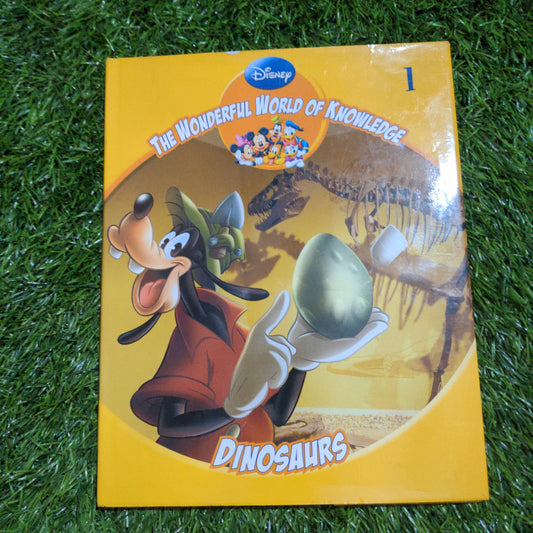 Disney
1
THE WONDERFUL WORLD OF KNOWLEDGE
DINOSAURS